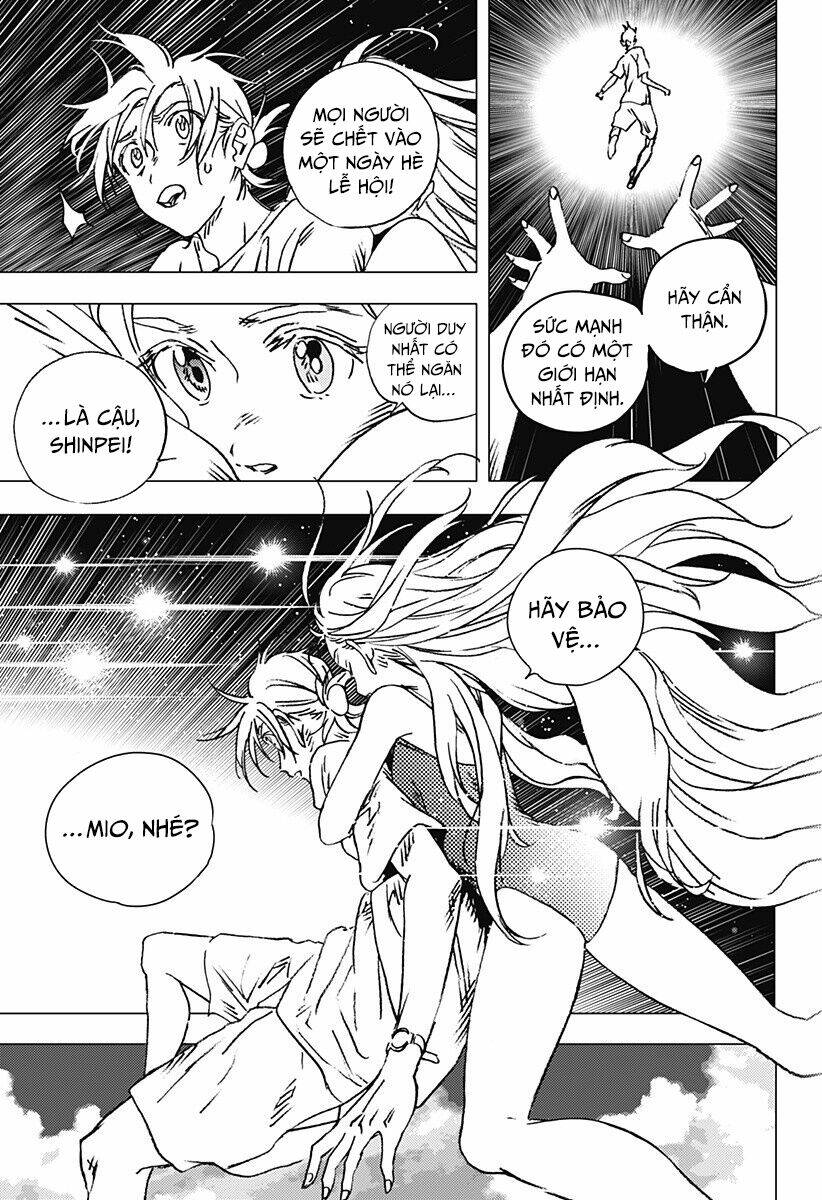 HÃY CẨN
THẬN.
SỨC MẠNH
ĐÓ CÓ MỘT
GIỚI HẠN
NHẤT ĐỊNH.
MỌI NGƯỜI
SẼ CHẾT VÀO
MỘT NGÀY HÈ
LỄ HỘI!
NGƯỜI DUY
NHẤT CÓ
THỂ NGĂN
NÓ LẠI...
...LÀ CẬU,
SHINPEI!
HÃY BẢO
VỆ...
...MIO, NHÉ?